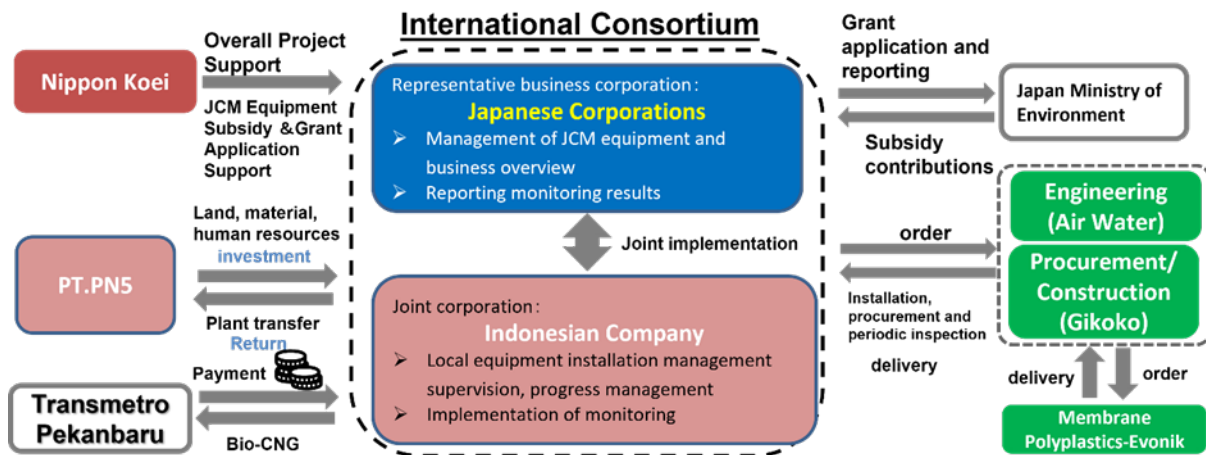 International Consortium
Nippon Koei
Overall Project
Support
JCM Equipment
Subsidy &Grant
Application
Support
PT.PN5
Land, material,
human resources
investment
Plant transfer
Return
Transmetro
Pekanbaru
Payment
Bio-CNG
Representative business corporation:
Japanese Corporations
➢ Management of JCM equipment and
business overview
➢ Reporting monitoring results
Joint implementation
Joint corporation:
Indonesian Company
➢ Local equipment installation management
supervision, progress management
➢ Implementation of monitoring
Grant
application and
reporting
Subsidy
contributions
Japan Ministry of
Environment
order
Installation,
procurement and
periodic inspection
delivery
Engineering
(Air Water)
Procurement/
Construction
(Gikoko)
delivery
order
Membrane
Polyplastics-Evonik